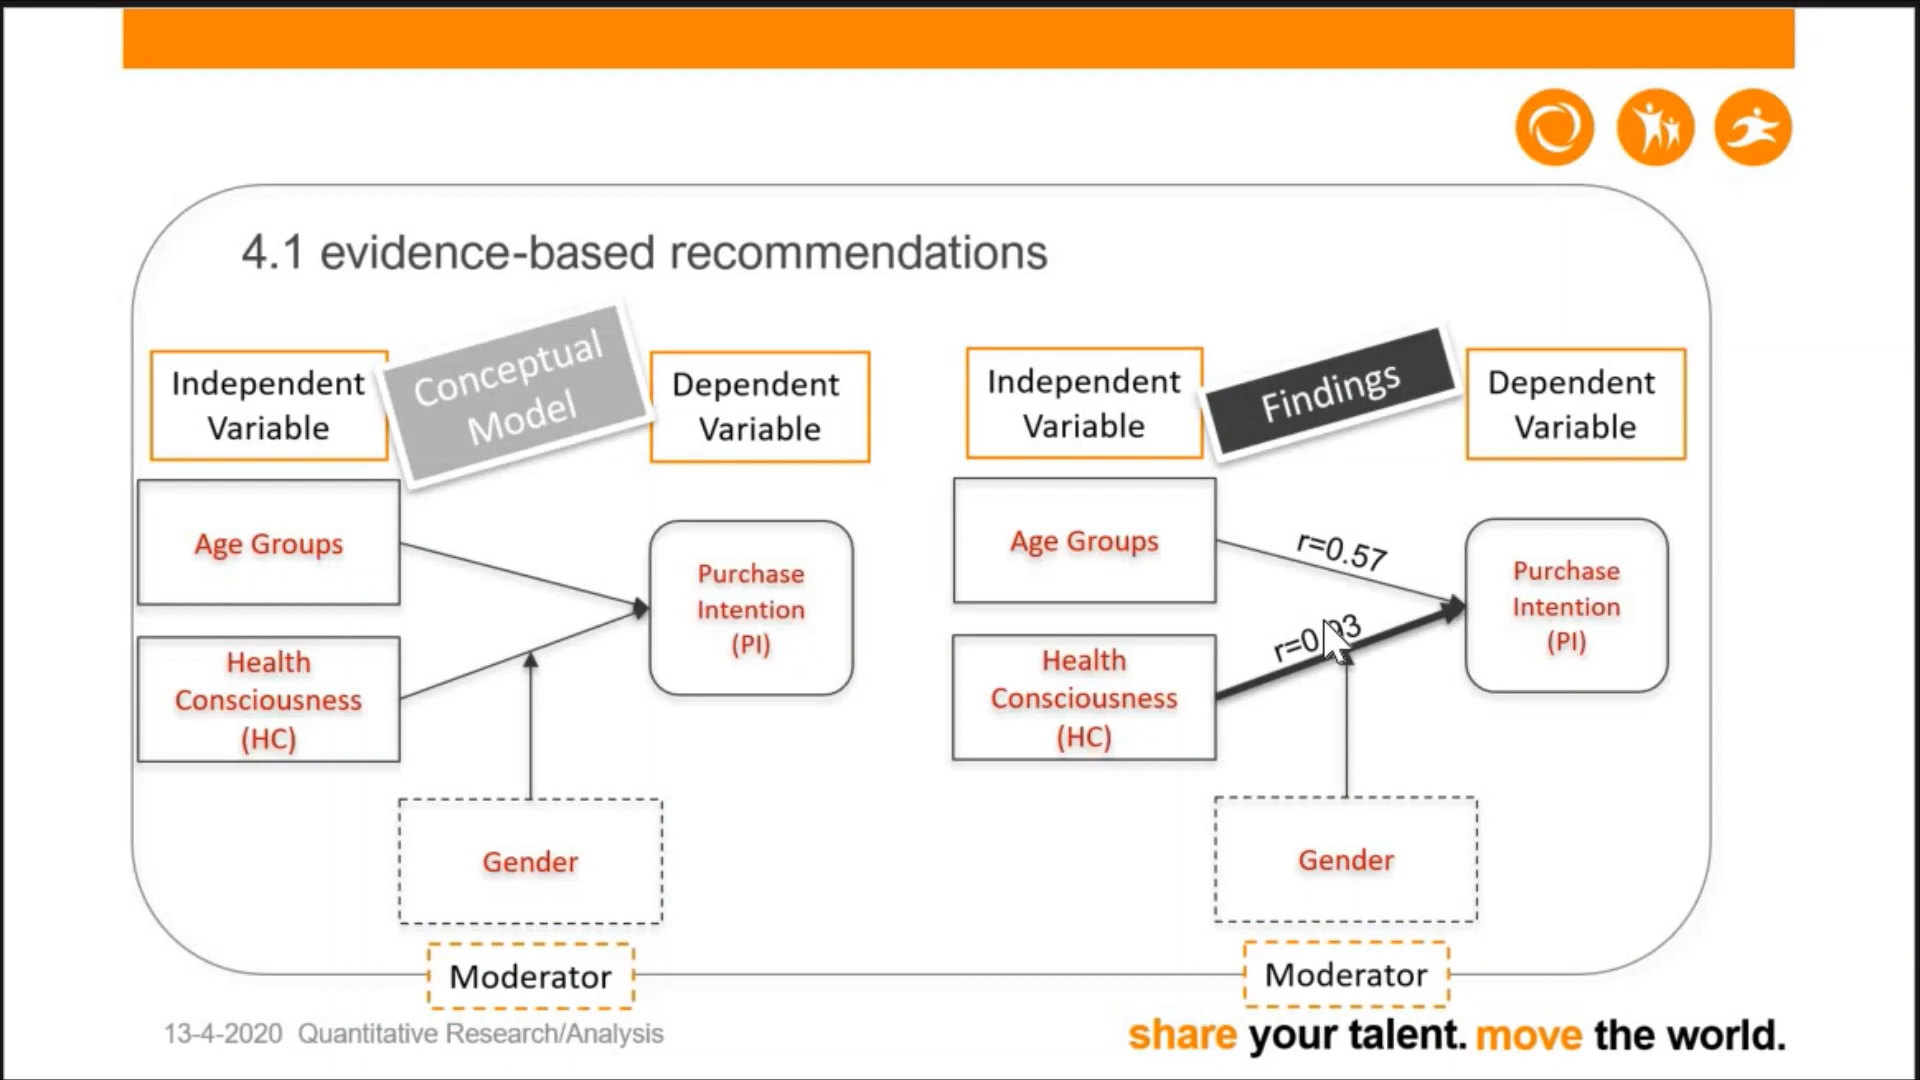 4.1 evidence-based recommendations
Independent
Variable
Conceptual
Model
Dependent
Variable
Age Groups
Health
Consciousness
(HC)
Purchase
Intention
(PI)
Gender
Moderator
Independent
Variable
Findings
Dependent
Variable
Age Groups
r=0.57
Health
Consciousness
(HC)
Purchase
Intention
(PI)
Gender
Moderator
13-4-2020 Quantitative Research/Analysis
share your talent. move the world.